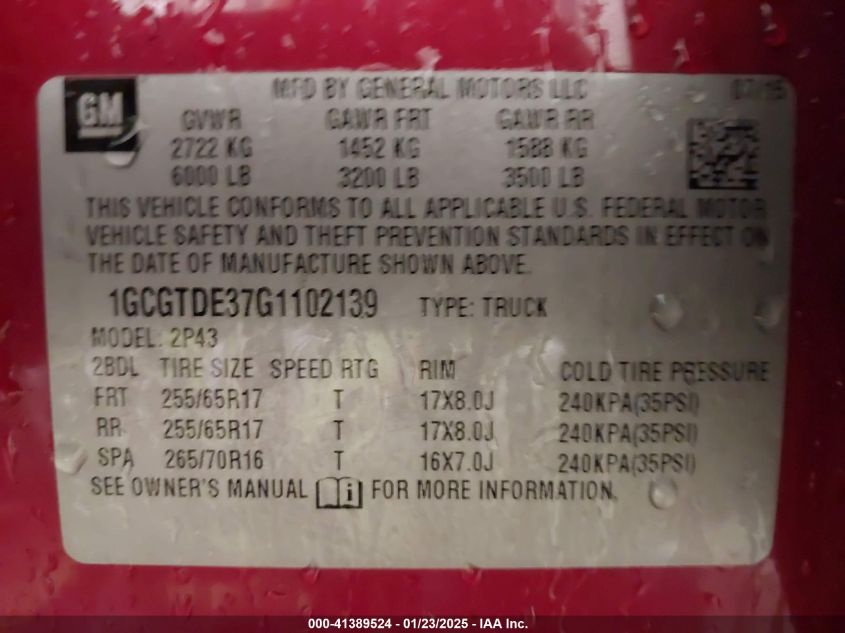 GM
MFD BY GENERAL MOTORS LLC 07/15
GVWR GAWR FRT GAWR RR
2722 KG 1452 KG 1588 KG
6000 LB 3200 LB 3500 LB
THIS VEHICLE CONFORMS TO ALL APPLICABLE U.S. FEDERAL MOTOR
VEHICLE SAFETY AND THEFT PREVENTION STANDARDS IN EFFECT ON
THE DATE OF MANUFACTURE SHOWN ABOVE.
1GCGTDE37G1102139 TYPE: TRUCK
MODEL: 2P43
2BDL TIRE SIZE SPEED RTG RIM COLD TIRE PRESSURE
FRT 255/65R17 T 17X8.0J 240KPA(35PSI)
RR 255/65R17 T 17X8.0J 240KPA(35PSI)
SPA 265/70R16 T 16X7.0J 240KPA(35PSI)
SEE OWNER'S MANUAL i FOR MORE INFORMATION.
000-41389524 - 01/23/2025 - IAA Inc.